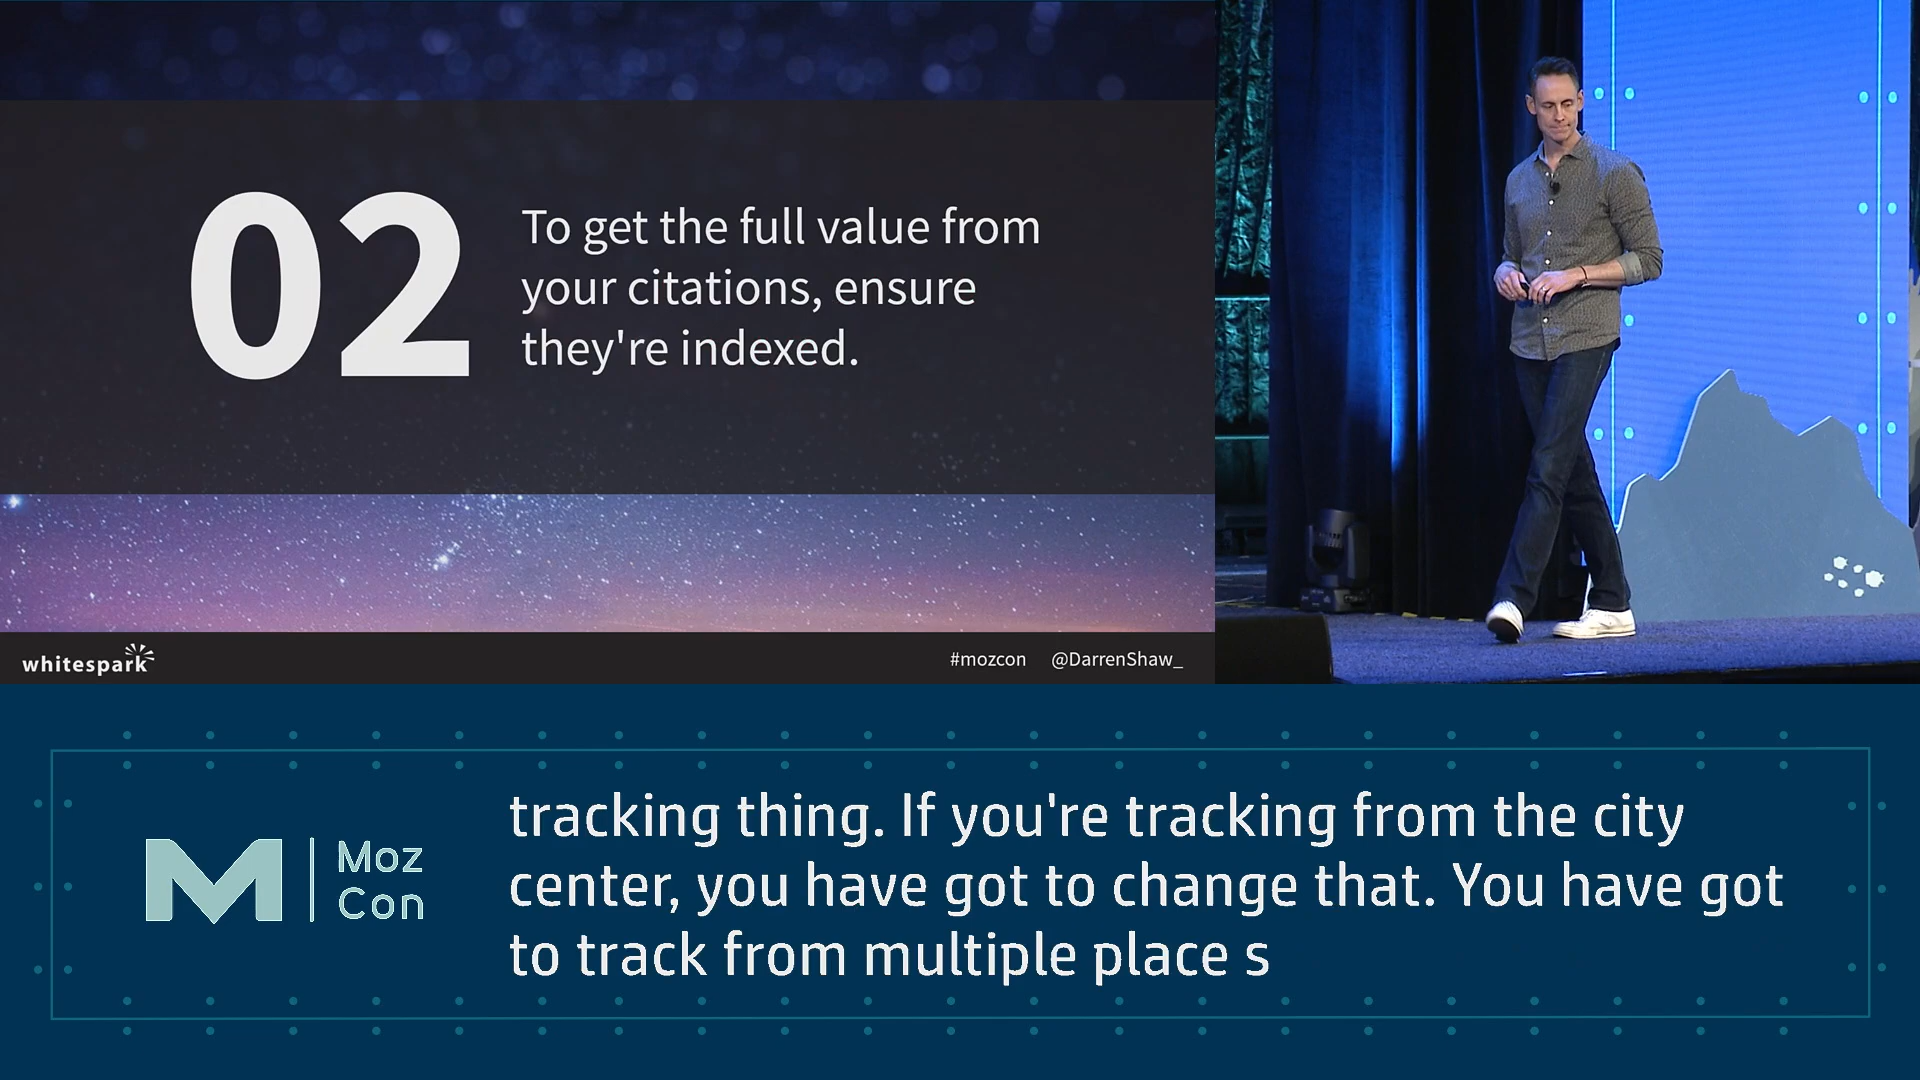 02
To get the full value from
your citations, ensure
they're indexed.
whitespark
#mozcon @DarrenShaw_
Moz
Con
tracking thing. If you're tracking from the city
center, you have got to change that. You have got
to track from multiple place s